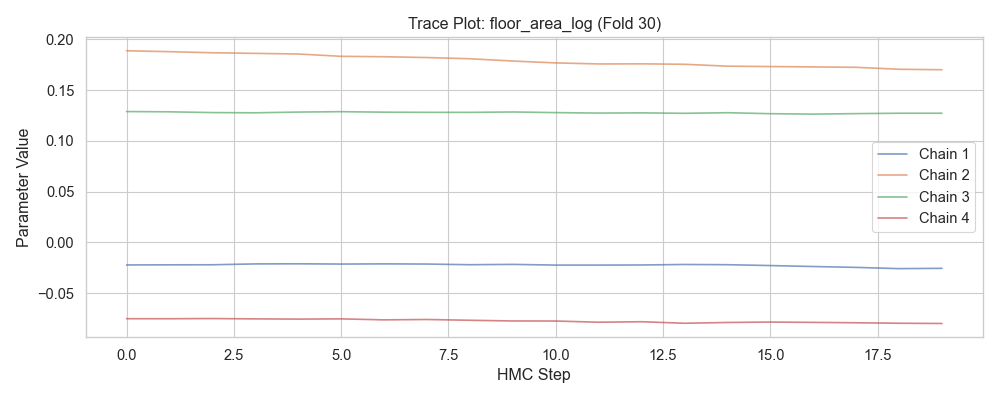 Trace Plot: floor_area_log (Fold 30)
Parameter Value
0.20
0.15
0.10
0.05
0.00
−0.05
Chain 1
Chain 2
Chain 3
Chain 4
0.0 2.5 5.0 7.5 10.0 12.5 15.0 17.5
HMC Step